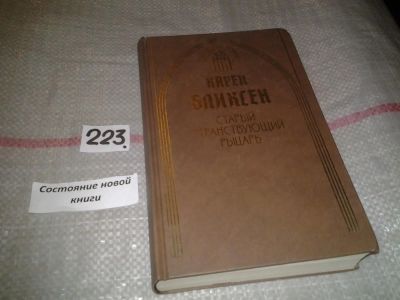 КАРЕН
БЛИКСЕН
СТАРЫЙ
СТРАНСТВУЮЩИЙ
РЫЦАРЬ
223.
Состояние новой
книги